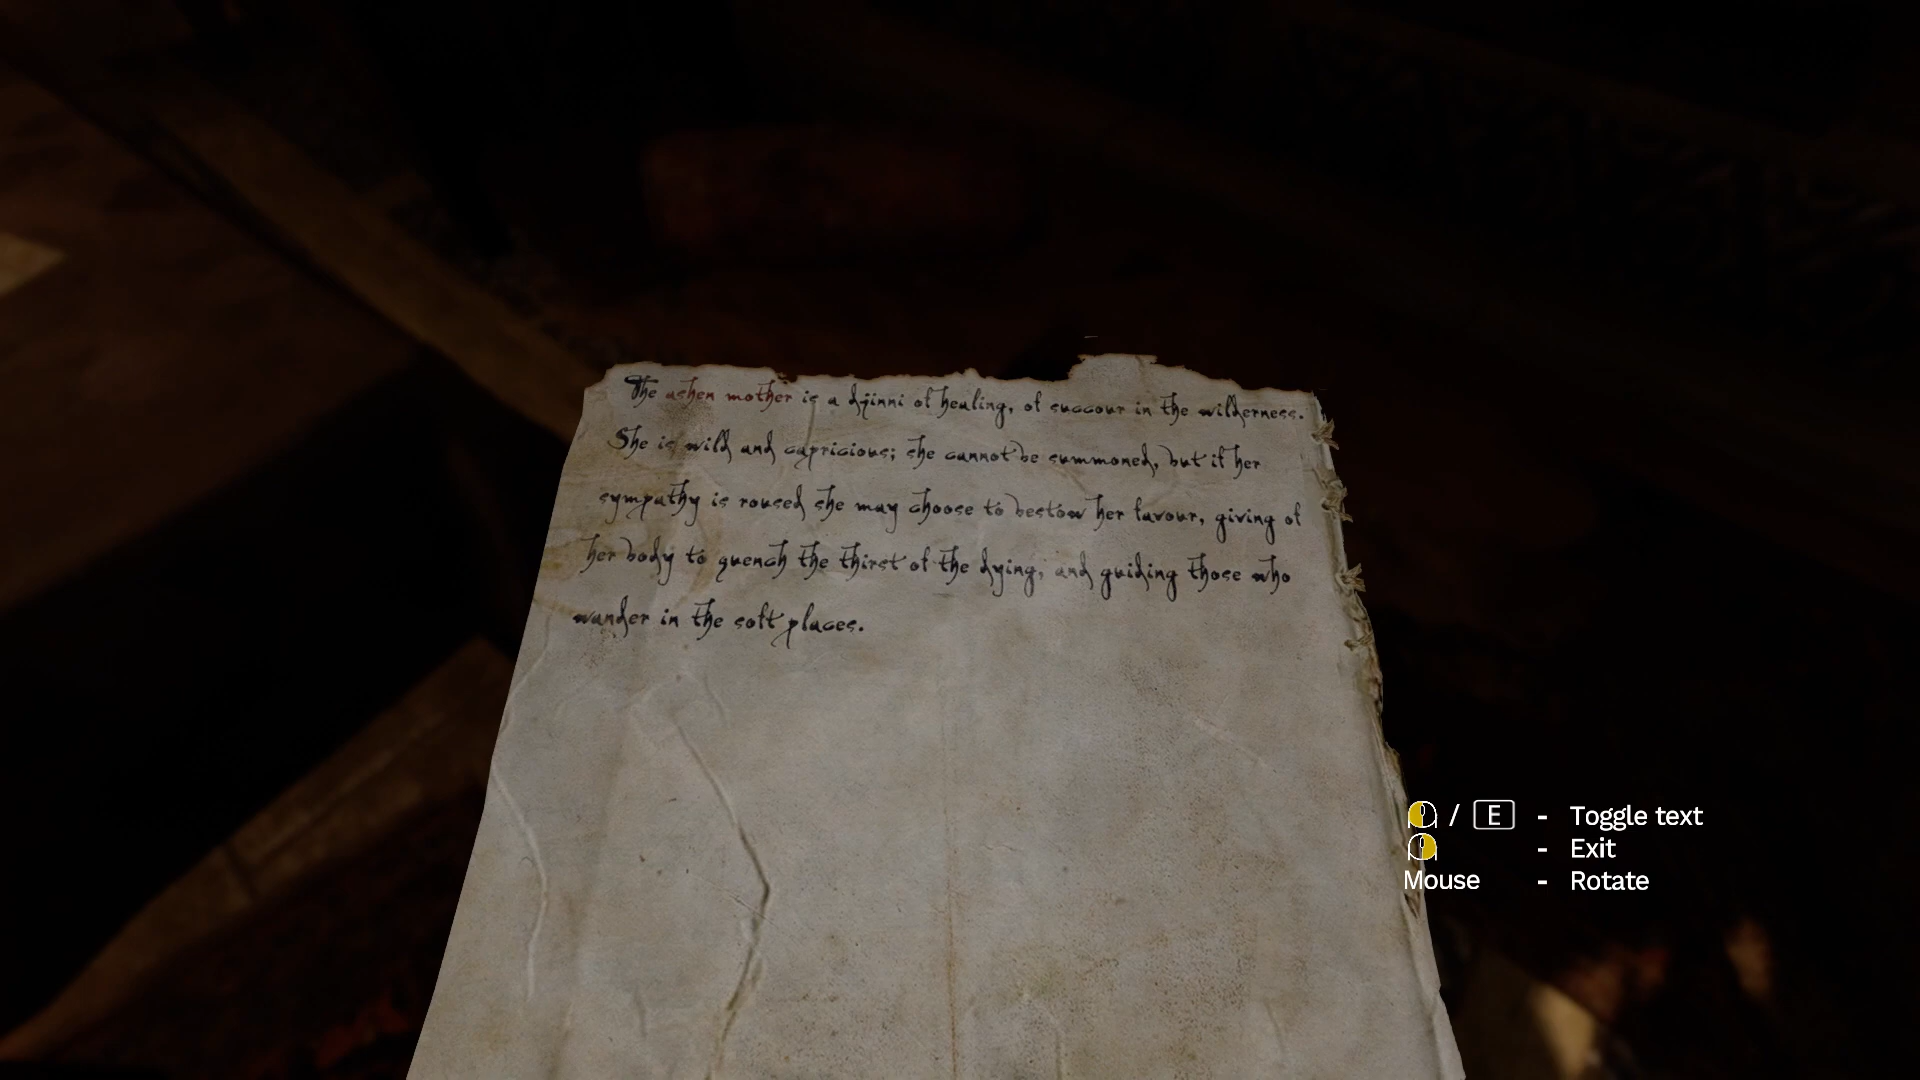 The ashen mother is a djinni of healing, of succour in the wilderness.
She is wild and capricious; she cannot be summoned, but if her
sympathy is roused she may choose to bestow her favour, giving of
her body to quench the thirst of the dying, and guiding those who
wander in the soft places.
/ E - Toggle text
- Exit
Mouse - Rotate